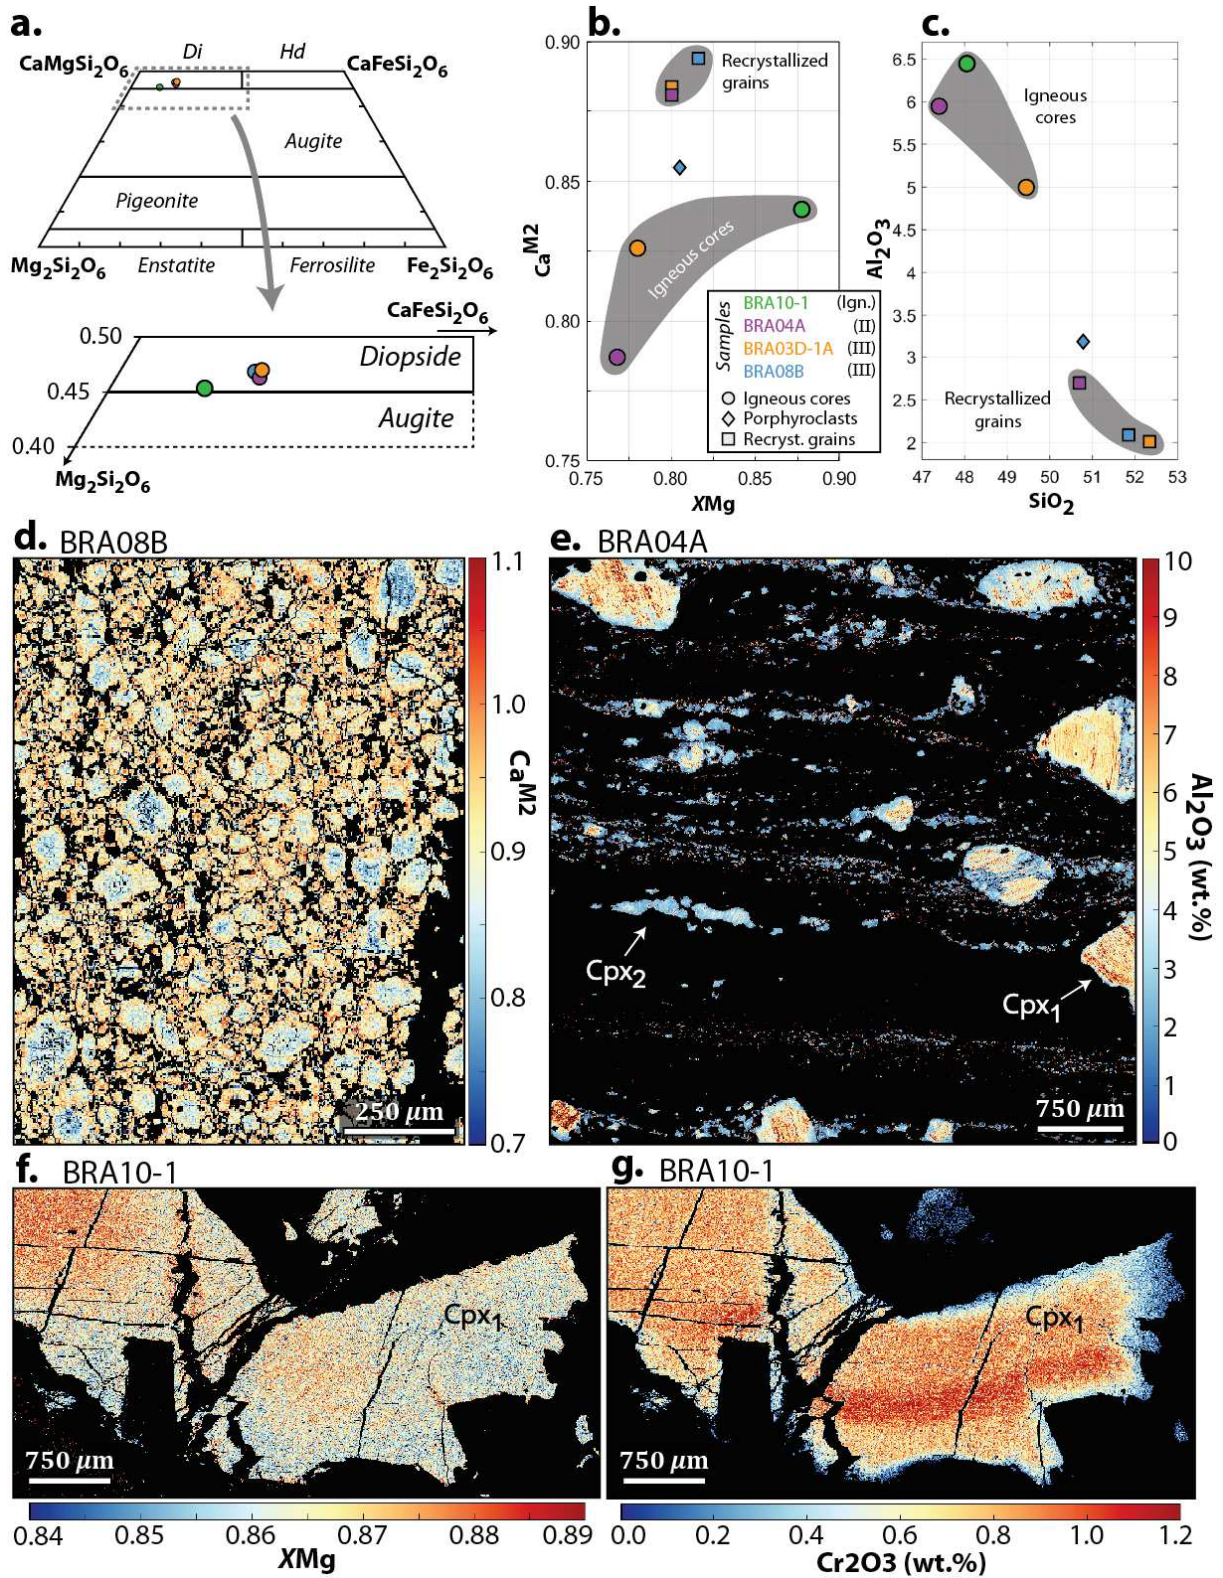 a.
Di
Hd
CaMgSi2O6
CaFeSi2O6
Augite
Pigeonite
Mg2Si2O6
Enstatite
Ferrosilite
Fe2Si2O6
CaFeSi2O6
0.50
Diopside
0.45
Augite
0.40
Mg2Si2O6
b.
0.90
Recrystallized
grains
0.85
CaM2
Igneous cores
0.80
0.75
0.75
0.80
0.85
0.90
XMg
Samples
BRA10-1 (Ign.)
BRA04A (II)
BRA03D-1A (III)
BRA08B (III)
Igneous cores
Porphyroclasts
Recryst. grains
c.
6.5
6
5.5
5
4.5
4
3.5
3
2.5
2
Al2O3
Igneous
cores
Recrystallized
grains
47
48
49
50
51
52
53
SiO2
d. BRA08B
250 μm
1.1
1.0
0.9
0.8
0.7
CaM2
e. BRA04A
Cpx2
Cpx1
750 μm
10
9
8
7
6
5
4
3
2
1
0
Al2O3 (wt.%)
f. BRA10-1
Cpx1
750 μm
0.84
0.85
0.86
0.87
0.88
0.89
XMg
g. BRA10-1
Cpx1
750 μm
0.0
0.2
0.4
0.6
0.8
1.0
1.2
Cr2O3 (wt.%)